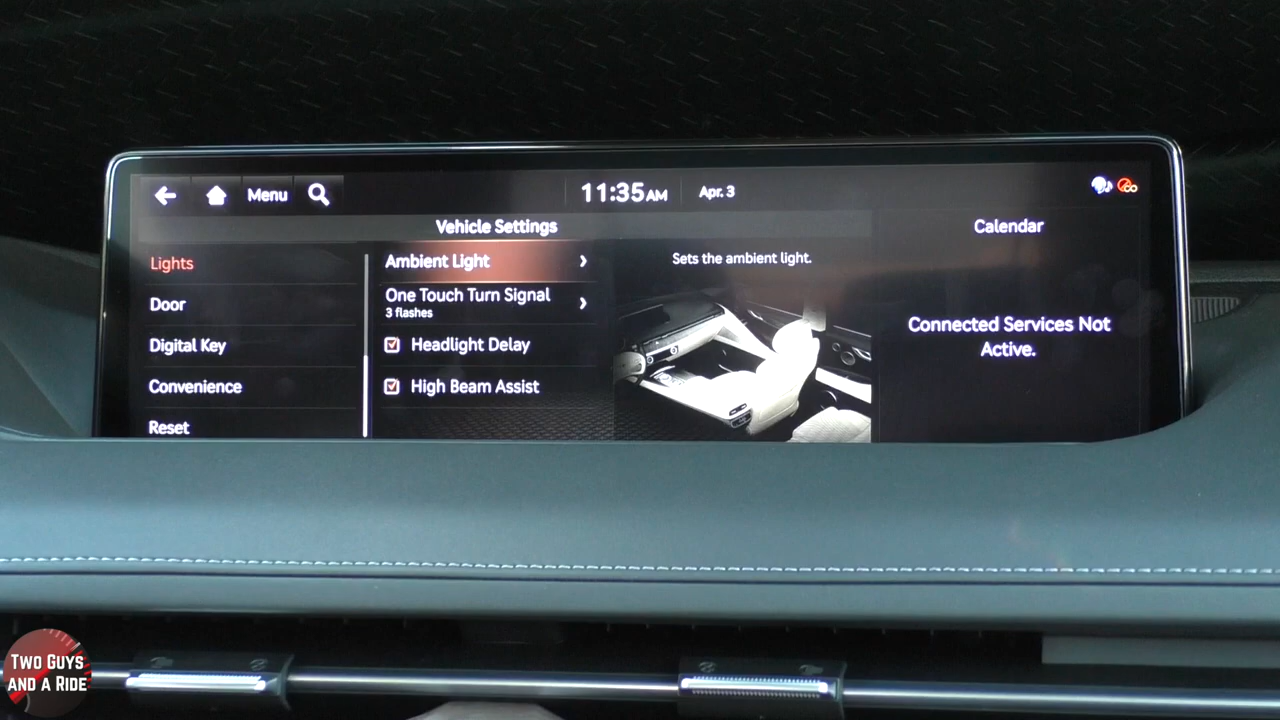 Menu
11:35 AM
Apr. 3
Vehicle Settings
Calendar
Lights
Door
Digital Key
Convenience
Reset
Ambient Light
One Touch Turn Signal
3 flashes
Headlight Delay
High Beam Assist
Sets the ambient light.
Connected Services Not
Active.
TWO GUYS
AND A RIDE